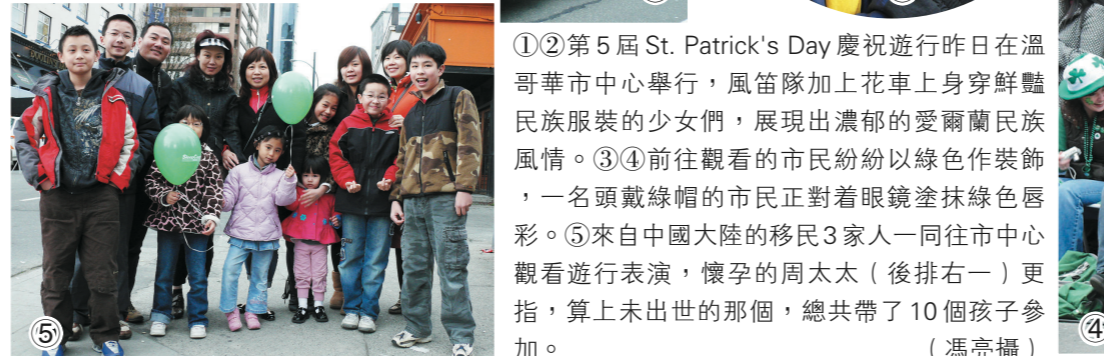 ①②第5屆St. Patrick's Day慶祝遊行昨日在溫
哥華市中心舉行，風笛隊加上花車上身穿鮮豔
民族服裝的少女們，展現出濃郁的愛爾蘭民族
風情。③④前往觀看的市民紛紛以綠色作裝飾
，一名頭戴綠帽的市民正對着眼鏡塗抹綠色唇
彩。⑤來自中國大陸的移民3家人一同往市中心
觀看遊行表演，懷孕的周太太（後排右一）更
指，算上未出世的那個，總共帶了10個孩子參
加。（馮亮攝）
⑤
④